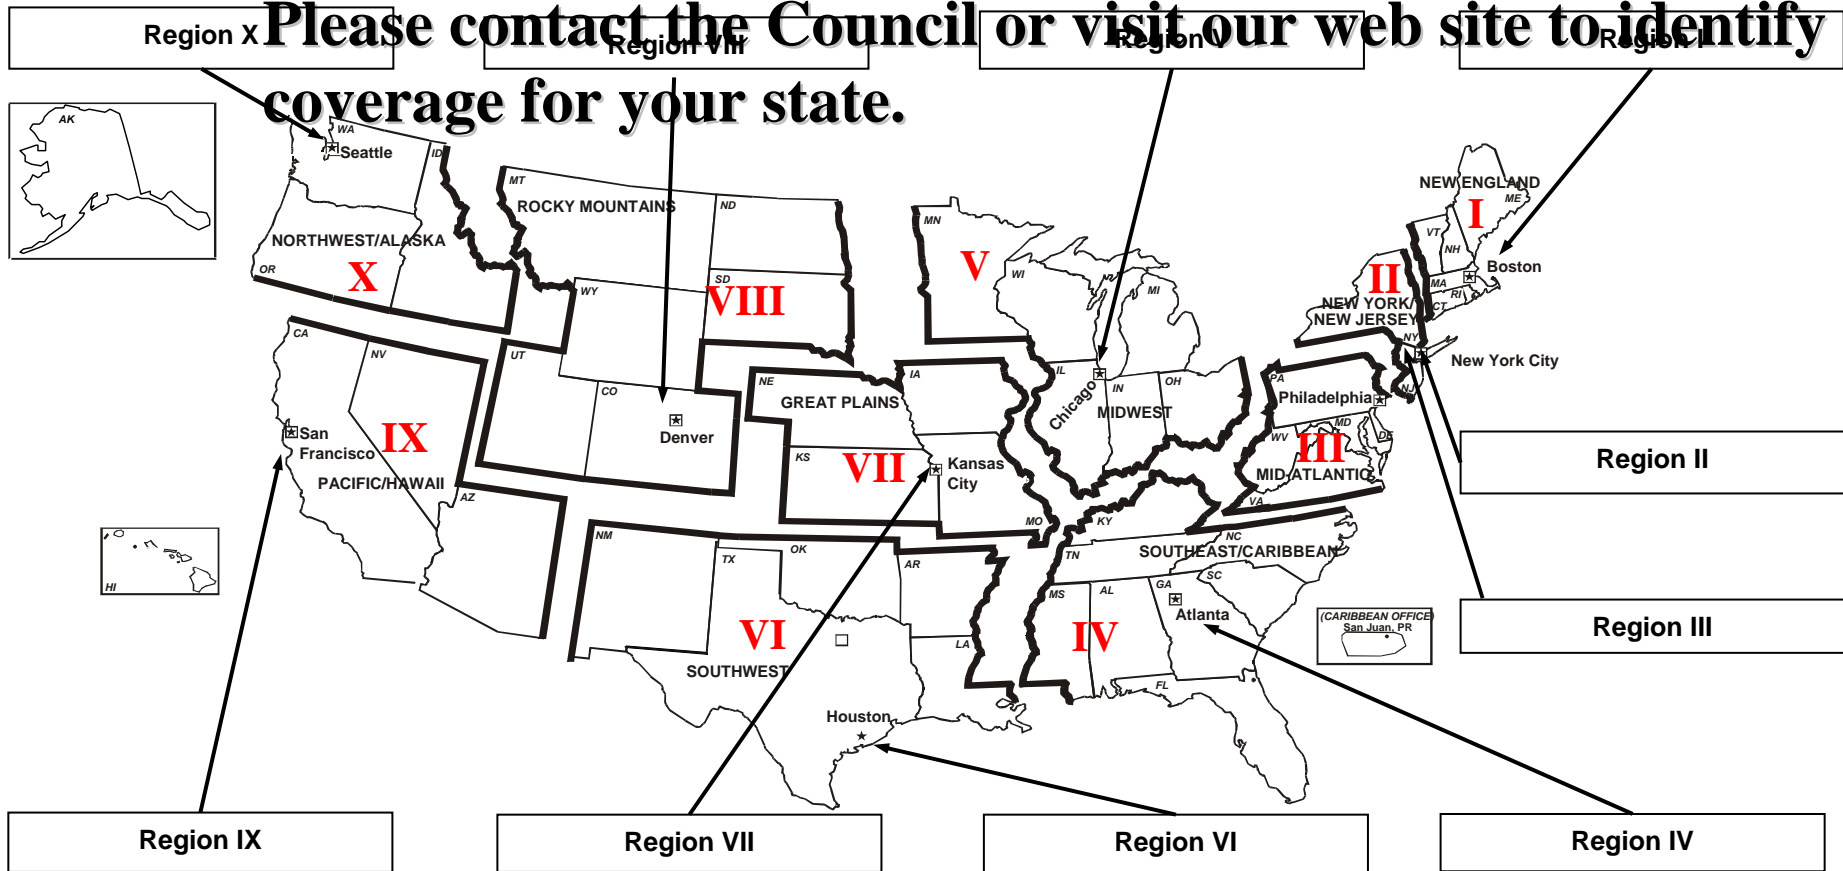 Please contact the Council or visit our web site to identify
coverage for your state.
Region X
Region VIII
Region V
Region I
AK
WA
Seattle
ID
MT
ROCKY MOUNTAINS
ND
MN
NEW ENGLAND
ME
I
VT
NH
NORTHWEST/ALASKA
X
OR
WY
SD
VIII
V
WI
MI
MI
II
Boston
MA
RI
CT
NEW YORK/
NEW JERSEY
NY
New York City
CA
NV
UT
CO
NE
GREAT PLAINS
IA
IL
Chicago
IN
OH
MIDWEST
PA
NJ
Philadelphia
MD
DE
WV
III
MID-ATLANTIC
VA
San
Francisco
IX
PACIFIC/HAWAII
AZ
Denver
KS
VII
Kansas
City
MO
KY
Region II
HI
NM
TX
OK
AR
TN
NC
SOUTHEAST/CARIBBEAN
SC
MS
AL
GA
Atlanta
IV
(CARIBBEAN OFFICE)
San Juan, PR
Region III
VI
SOUTHWEST
LA
FL
Houston
Region IX
Region VII
Region VI
Region IV